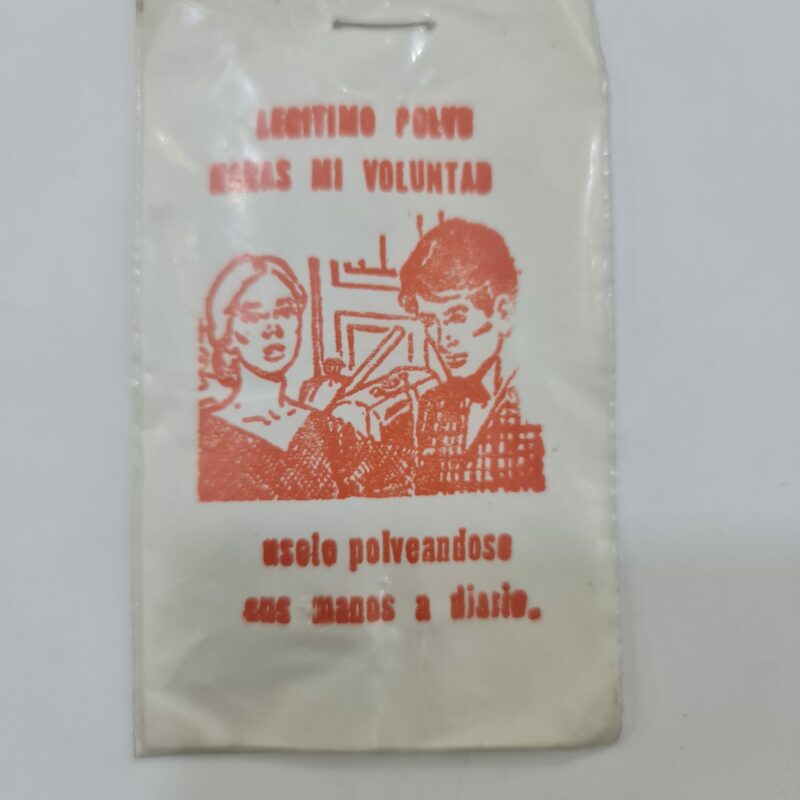 LEGITIMO POLVO
HARAS MI VOLUNTAD
uselo polveandose
sus manos a diario.